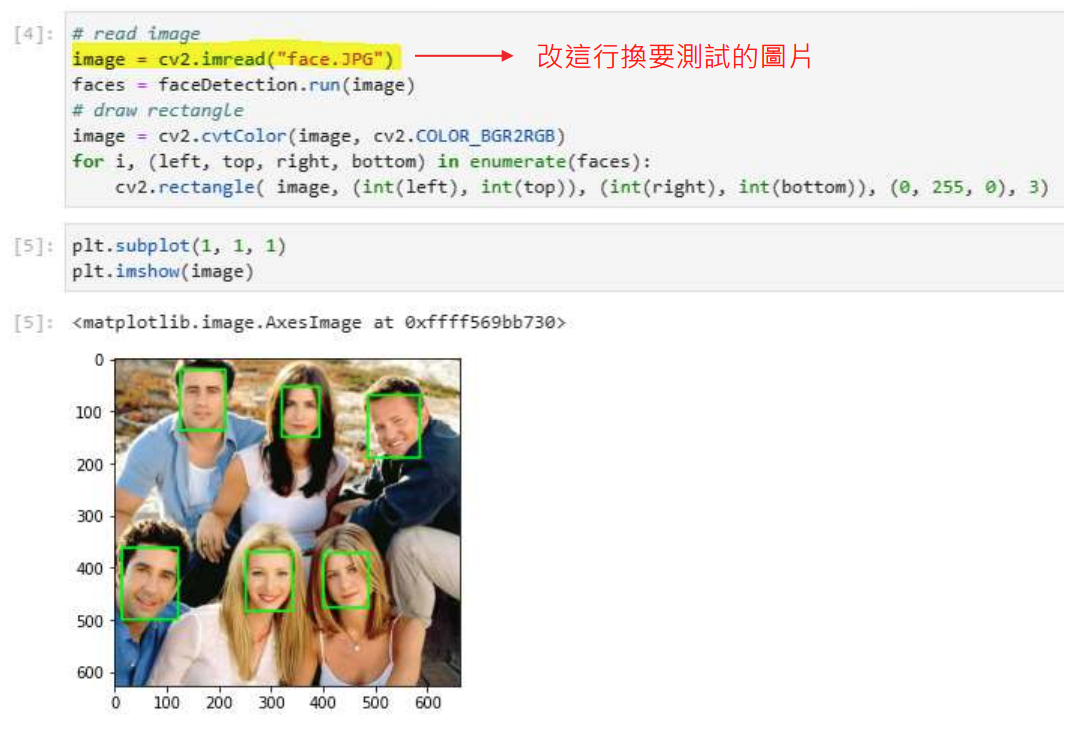 [4]: # read image
image = cv2.imread("face.JPG") 改這行換要測試的圖片
faces = faceDetection.run(image)
# draw rectangle
image = cv2.cvtColor(image, cv2.COLOR_BGR2RGB)
for i, (left, top, right, bottom) in enumerate(faces):
    cv2.rectangle( image, (int(left), int(top)), (int(right), int(bottom)), (0, 255, 0), 3)
[5]: plt.subplot(1, 1, 1)
plt.imshow(image)
[5]: <matplotlib.image.AxesImage at 0xffff569bb730>
0
100
200
300
400
500
600
0 100 200 300 400 500 600